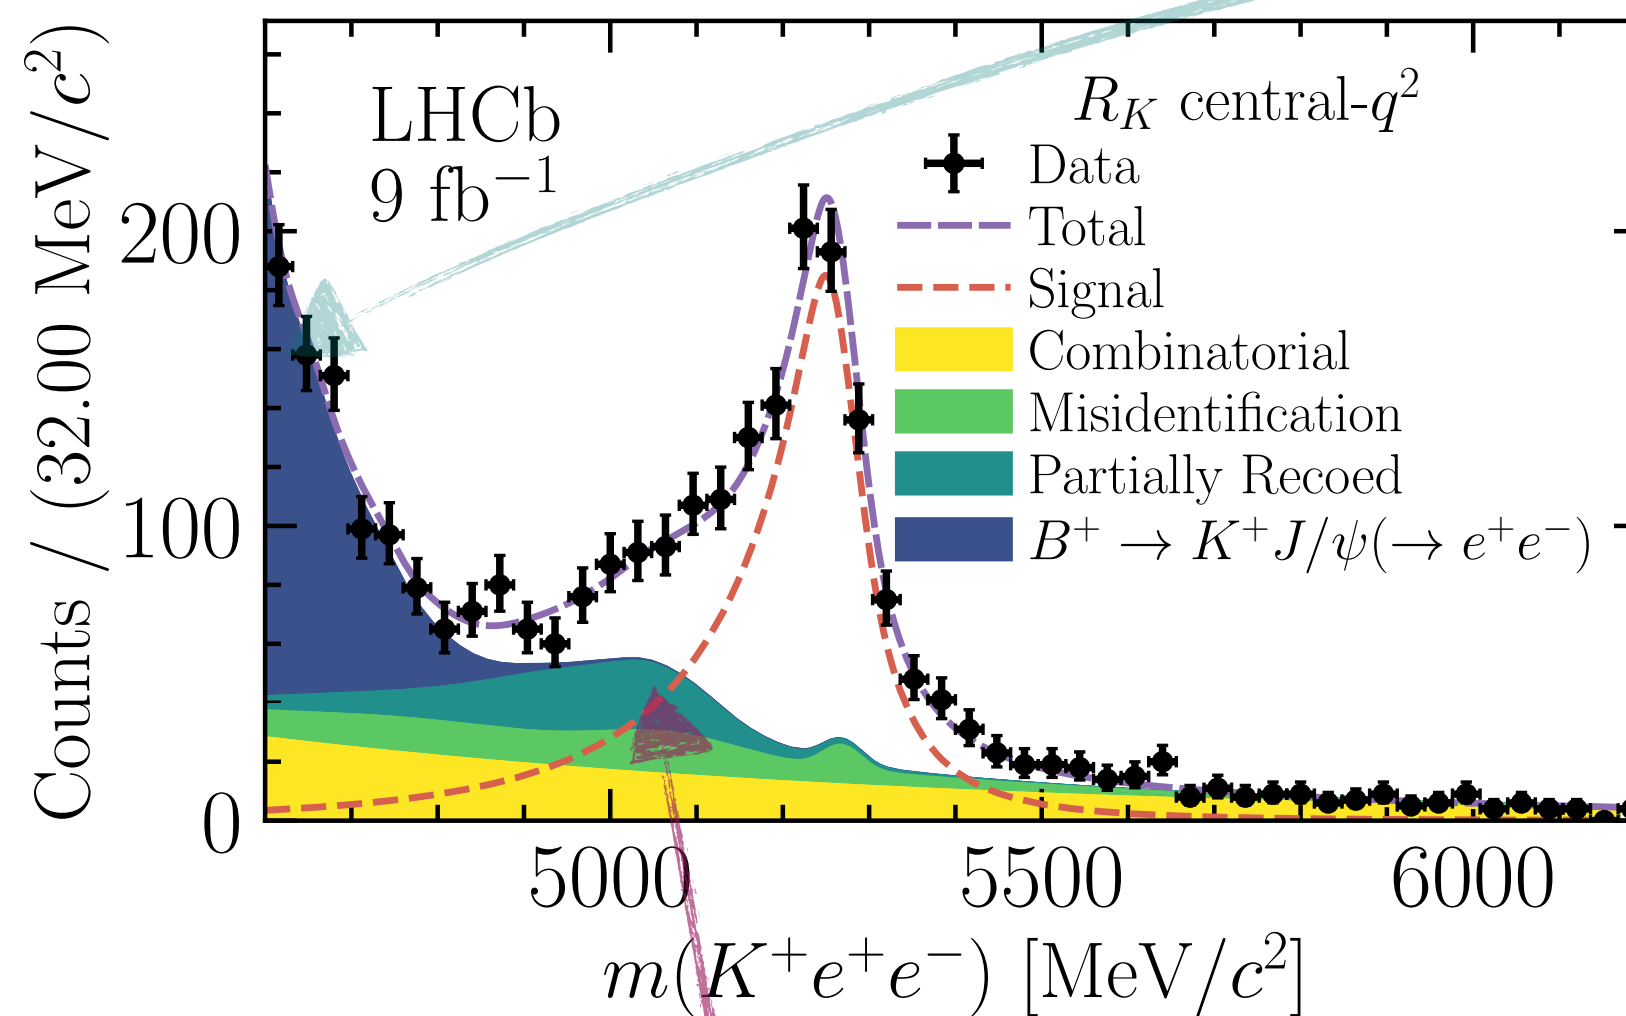 Counts / (32.00 MeV/c²)
LHCb
9 fb⁻¹
R_K central-q²
Data
Total
Signal
Combinatorial
Misidentification
Partially Recoed
B⁺ → K⁺J/ψ(→ e⁺e⁻)
200
100
0
5000 5500 6000
m(K⁺e⁺e⁻) [MeV/c²]